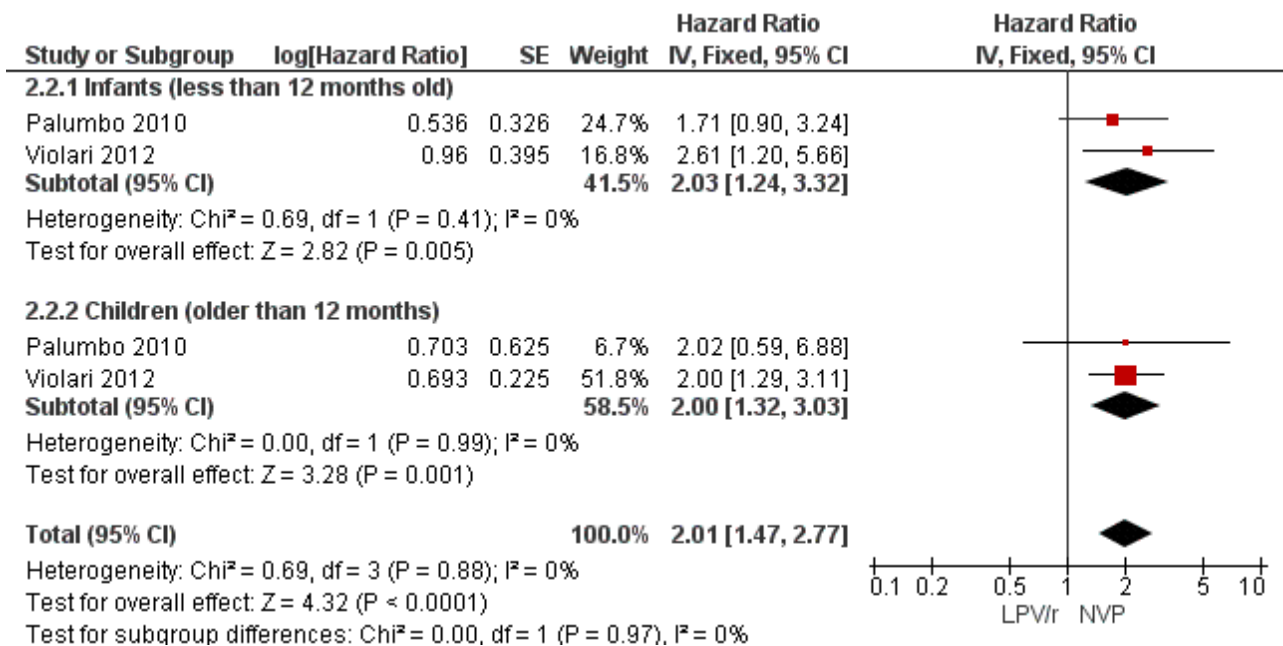 Hazard Ratio Hazard Ratio
Study or Subgroup log[Hazard Ratio] SE Weight IV, Fixed, 95% CI IV, Fixed, 95% CI
2.2.1 Infants (less than 12 months old)
Palumbo 2010 0.536 0.326 24.7% 1.71 [0.90, 3.24]
Violari 2012 0.96 0.395 16.8% 2.61 [1.20, 5.66]
Subtotal (95% CI) 41.5% 2.03 [1.24, 3.32]
Heterogeneity: Chi² = 0.69, df = 1 (P = 0.41); I² = 0%
Test for overall effect: Z = 2.82 (P = 0.005)
2.2.2 Children (older than 12 months)
Palumbo 2010 0.703 0.625 6.7% 2.02 [0.59, 6.88]
Violari 2012 0.693 0.225 51.8% 2.00 [1.29, 3.11]
Subtotal (95% CI) 58.5% 2.00 [1.32, 3.03]
Heterogeneity: Chi² = 0.00, df = 1 (P = 0.99); I² = 0%
Test for overall effect: Z = 3.28 (P = 0.001)
Total (95% CI) 100.0% 2.01 [1.47, 2.77]
Heterogeneity: Chi² = 0.69, df = 3 (P = 0.88); I² = 0%
Test for overall effect: Z = 4.32 (P < 0.0001)
Test for subgroup differences: Chi² = 0.00, df = 1 (P = 0.97), I² = 0%
0.1 0.2 0.5 1 2 5 10
LPV/r NVP